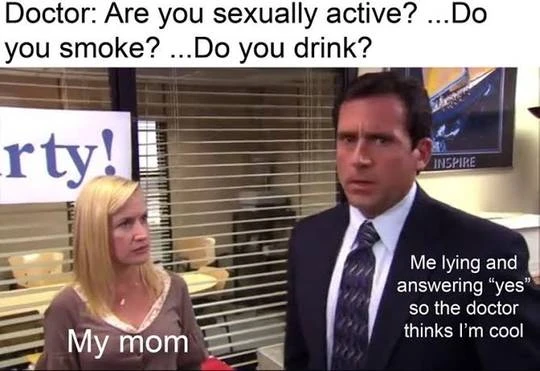 Doctor: Are you sexually active? ...Do
you smoke? ...Do you drink?
rty!
INSPIRE
Me lying and
answering “yes”
so the doctor
thinks I’m cool
My mom